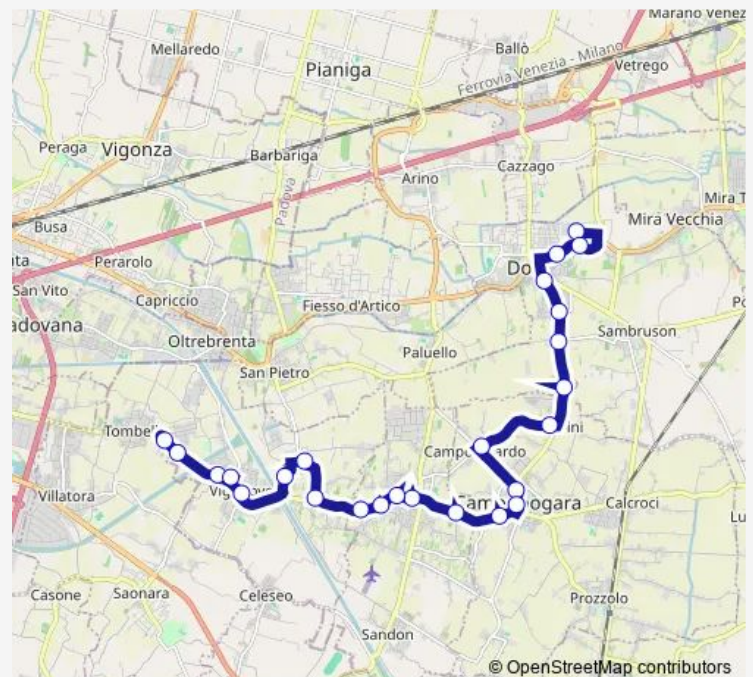 Marano Venez
Mellaredo
Ballò
Pianiga
Ferrovia Venezia - Milano
Vetrego
Peraga
Vigonza
Barbariga
Cazzago
Arino
Padova
Mira T
Mira Vecchia
Busa
Perarolo
San Vito
Capriccio
Fiesso d'Artico
Do
adovana
Oltrebrenta
Sambruson
Paluello
San Pietro
Tombel
ini
Villatora
Calcroci
Casone
Saonara
Celeseo
Prozzolo
Sandon
© OpenStreetMap contributors